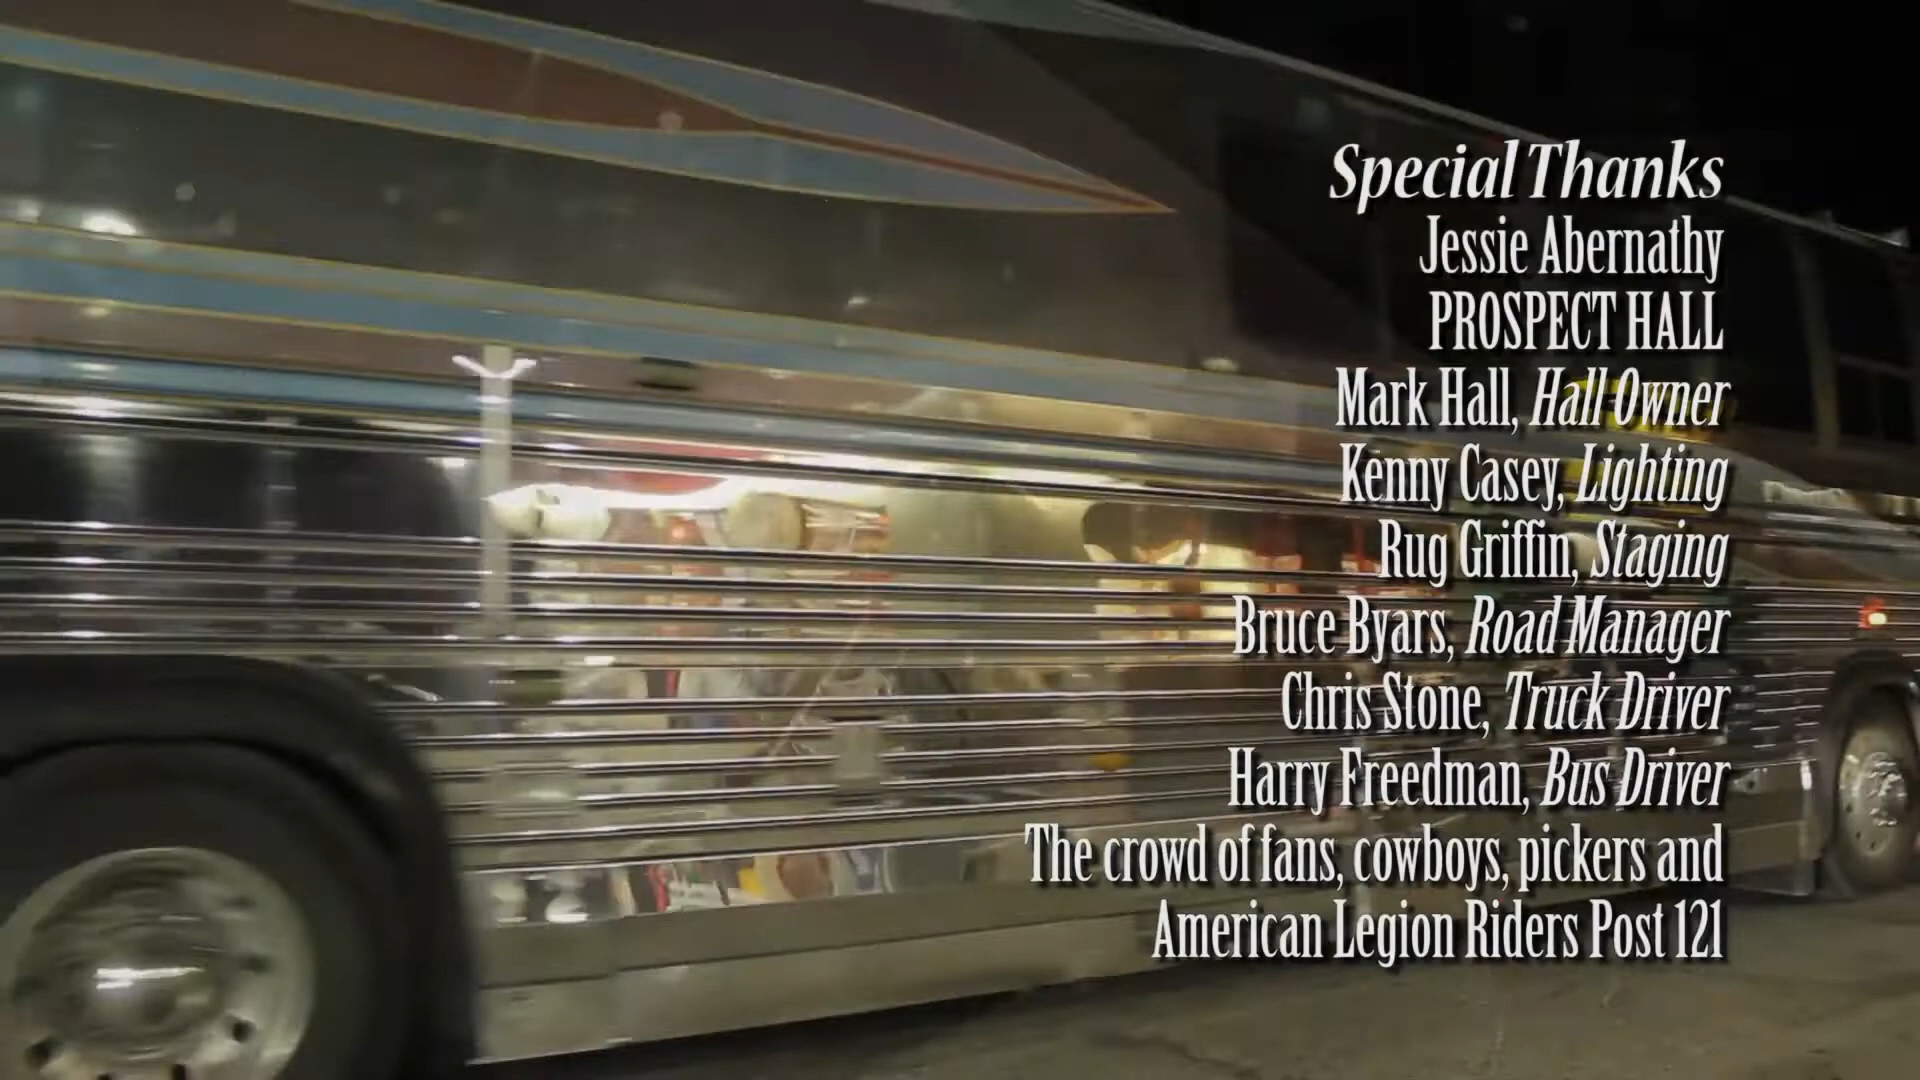 Special Thanks
Jessie Abernathy
PROSPECT HALL
Mark Hall, Hall Owner
Kenny Casey, Lighting
Rug Griffin, Staging
Bruce Byars, Road Manager
Chris Stone, Truck Driver
Harry Freedman, Bus Driver
The crowd of fans, cowboys, pickers and
American Legion Riders Post 121